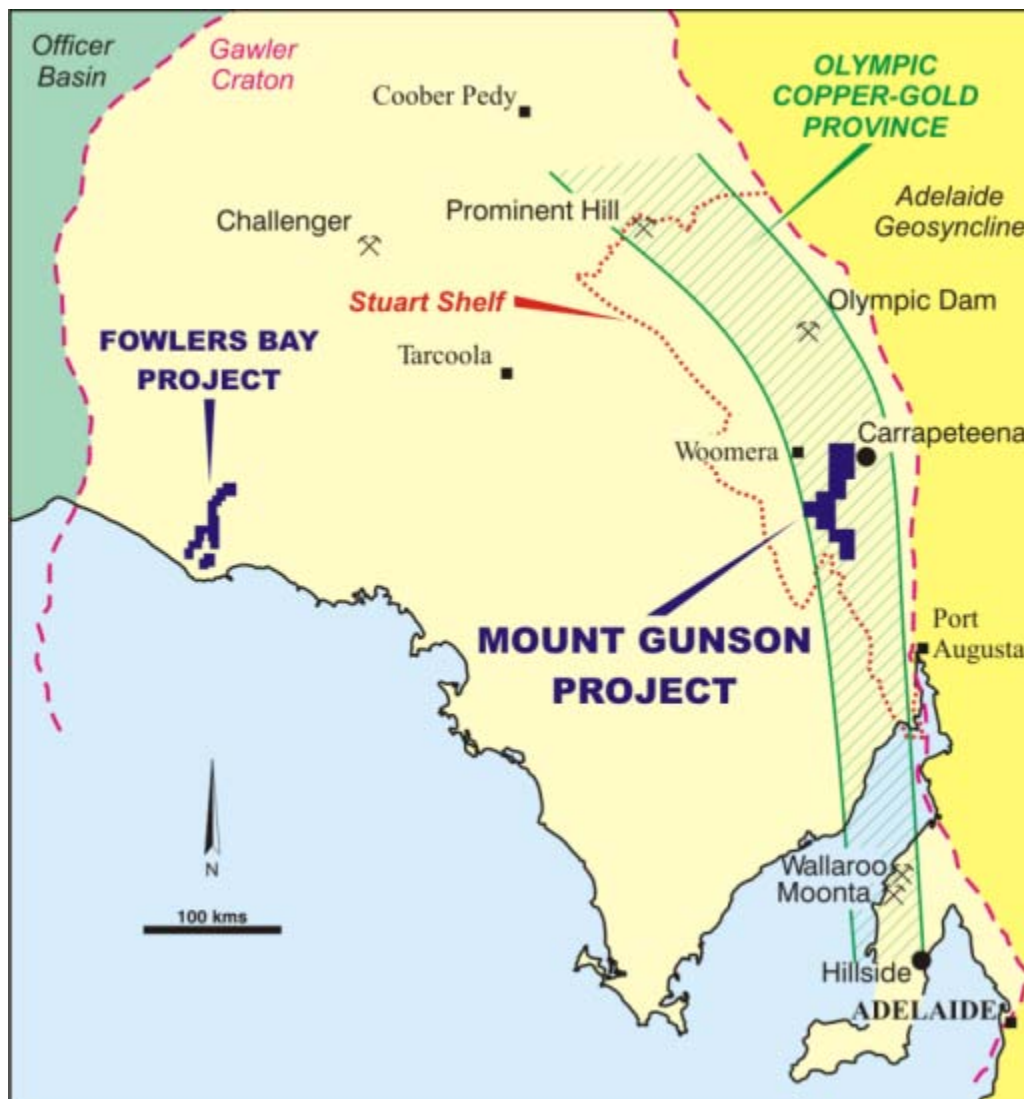 Officer
Basin
Gawler
Craton
Coober Pedy
OLYMPIC
COPPER-GOLD
PROVINCE
Challenger
Prominent Hill
Adelaide
Geosyncline
Stuart Shelf
Olympic Dam
FOWLERS BAY
PROJECT
Tarcoola
Woomera
Carrapeteena
MOUNT GUNSON
PROJECT
Port
Augusta
N
100 kms
Wallaroo
Moonta
Hillside
ADELAIDE